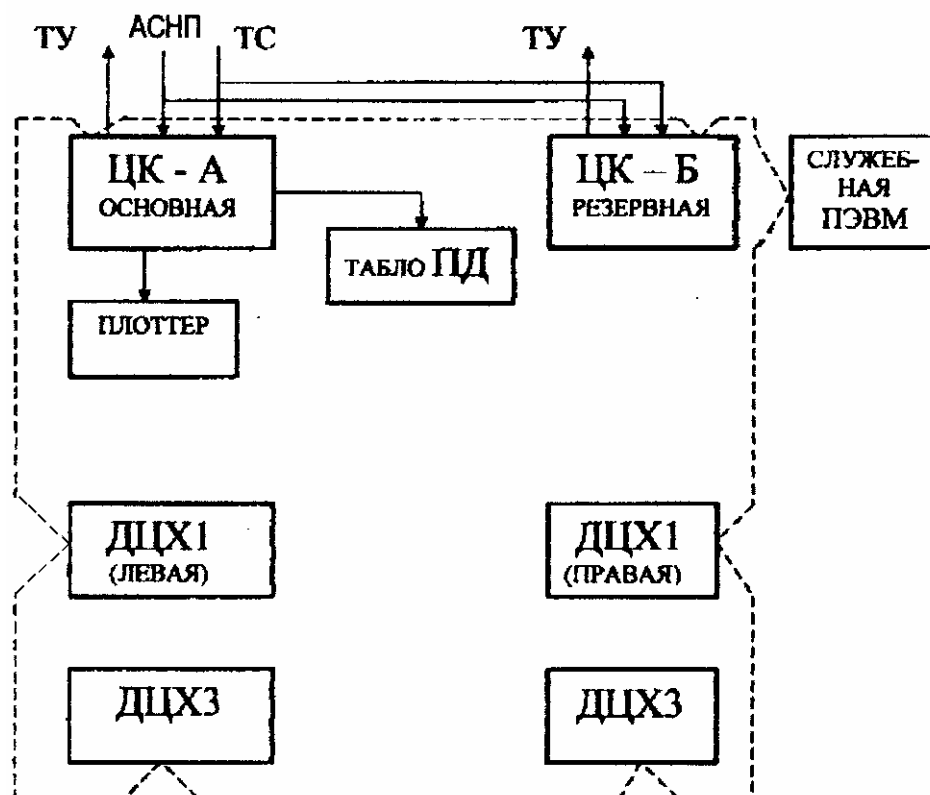 ТУ АСНП ТС ТУ
ЦК - А
ОСНОВНАЯ
ЦК – Б
РЕЗЕРВНАЯ
СЛУЖЕБ-
НАЯ
ПЭВМ
ТАБЛО ПД
ПЛОТТЕР
ДЦХ1
(ЛЕВАЯ)
ДЦХ1
(ПРАВАЯ)
ДЦХ3
ДЦХ3